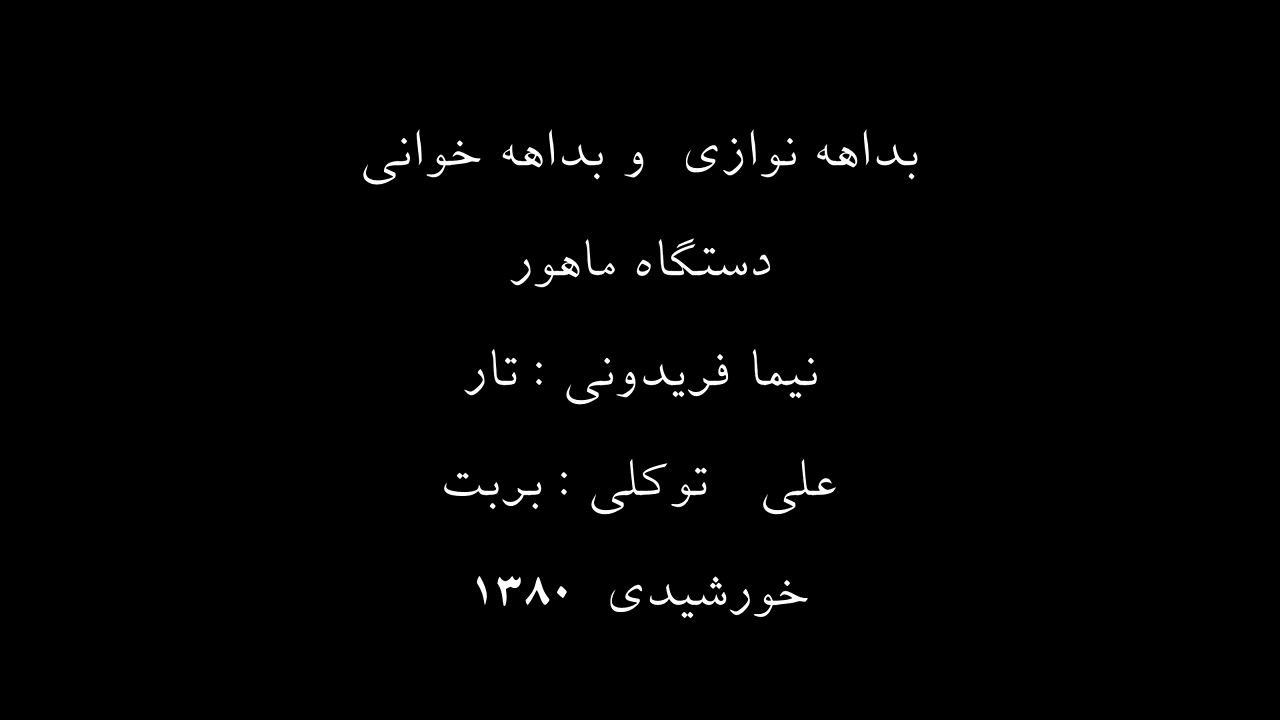 بداهه نوازی و بداهه خوانی
دستگاه ماهور
نیما فریدونی : تار
علی توکلی : بربت
خورشیدی ۱۳۸۰